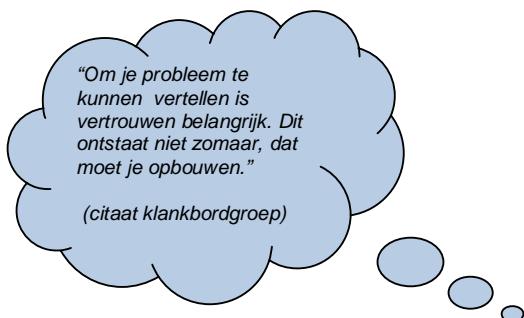 “Om je probleem te
kunnen vertellen is
vertrouwen belangrijk. Dit
ontstaat niet zomaar, dat
moet je opbouwen.”
(citaat klankbordgroep)